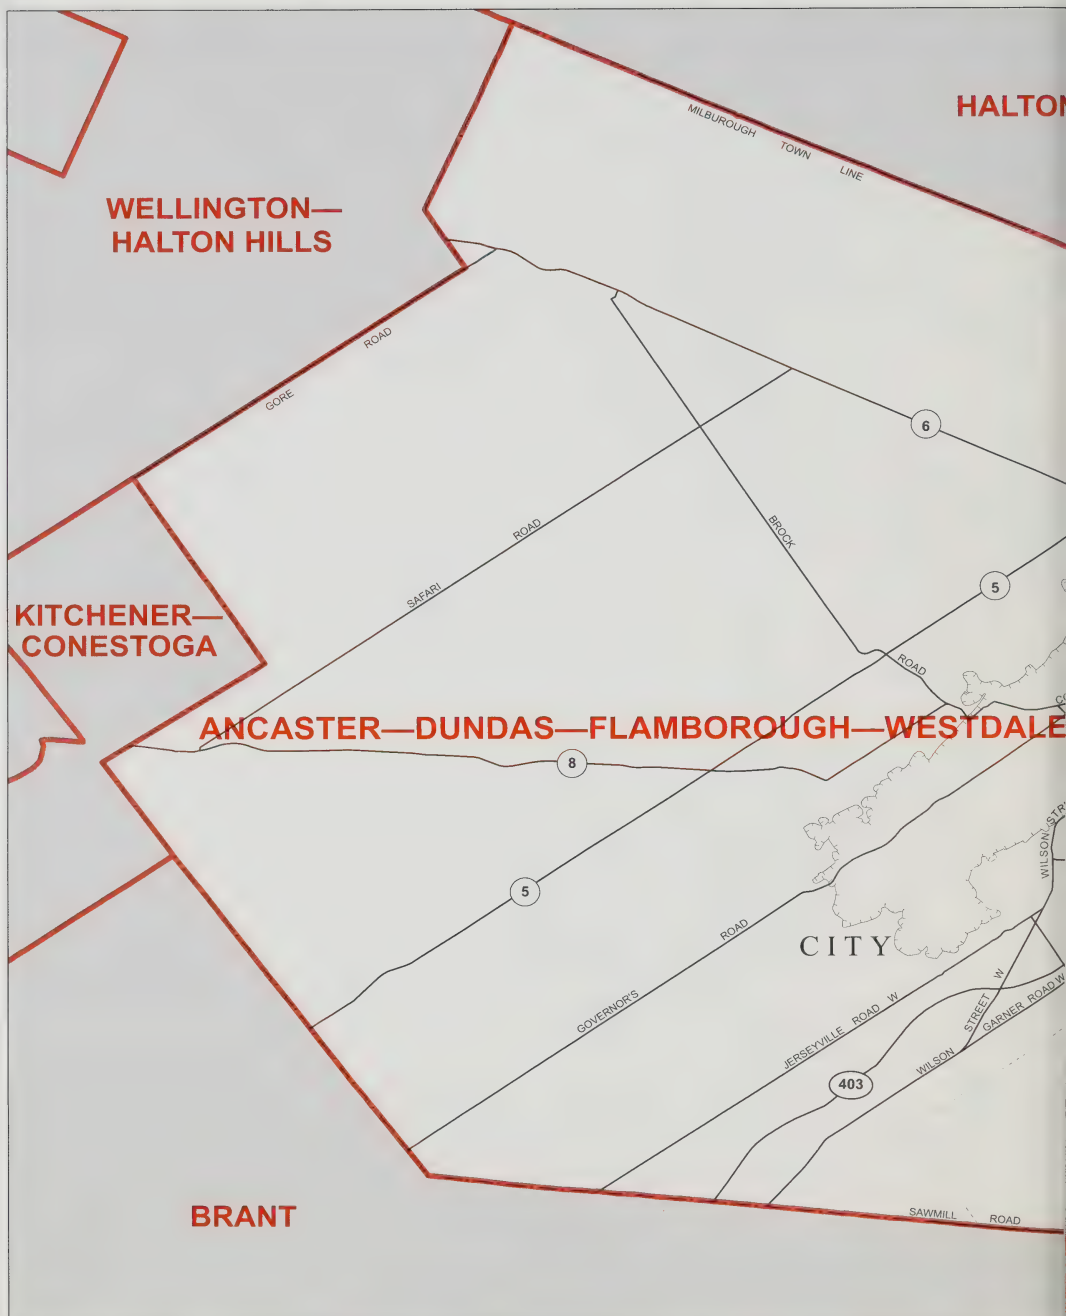 HALTON
MILBUROUGH TOWN LINE
WELLINGTON—
HALTON HILLS
GORE ROAD
6
SAFARI ROAD
BROCK ROAD
5
KITCHENER—
CONESTOGA
ANCASTER—DUNDAS—FLAMBOROUGH—WESTDALE
8
5
WILSON STR
GOVERNOR'S ROAD
CITY
JERSEYVILLE ROAD W
WILSON STREET W
GARNER ROAD W
403
BRANT
SAWMILL ROAD